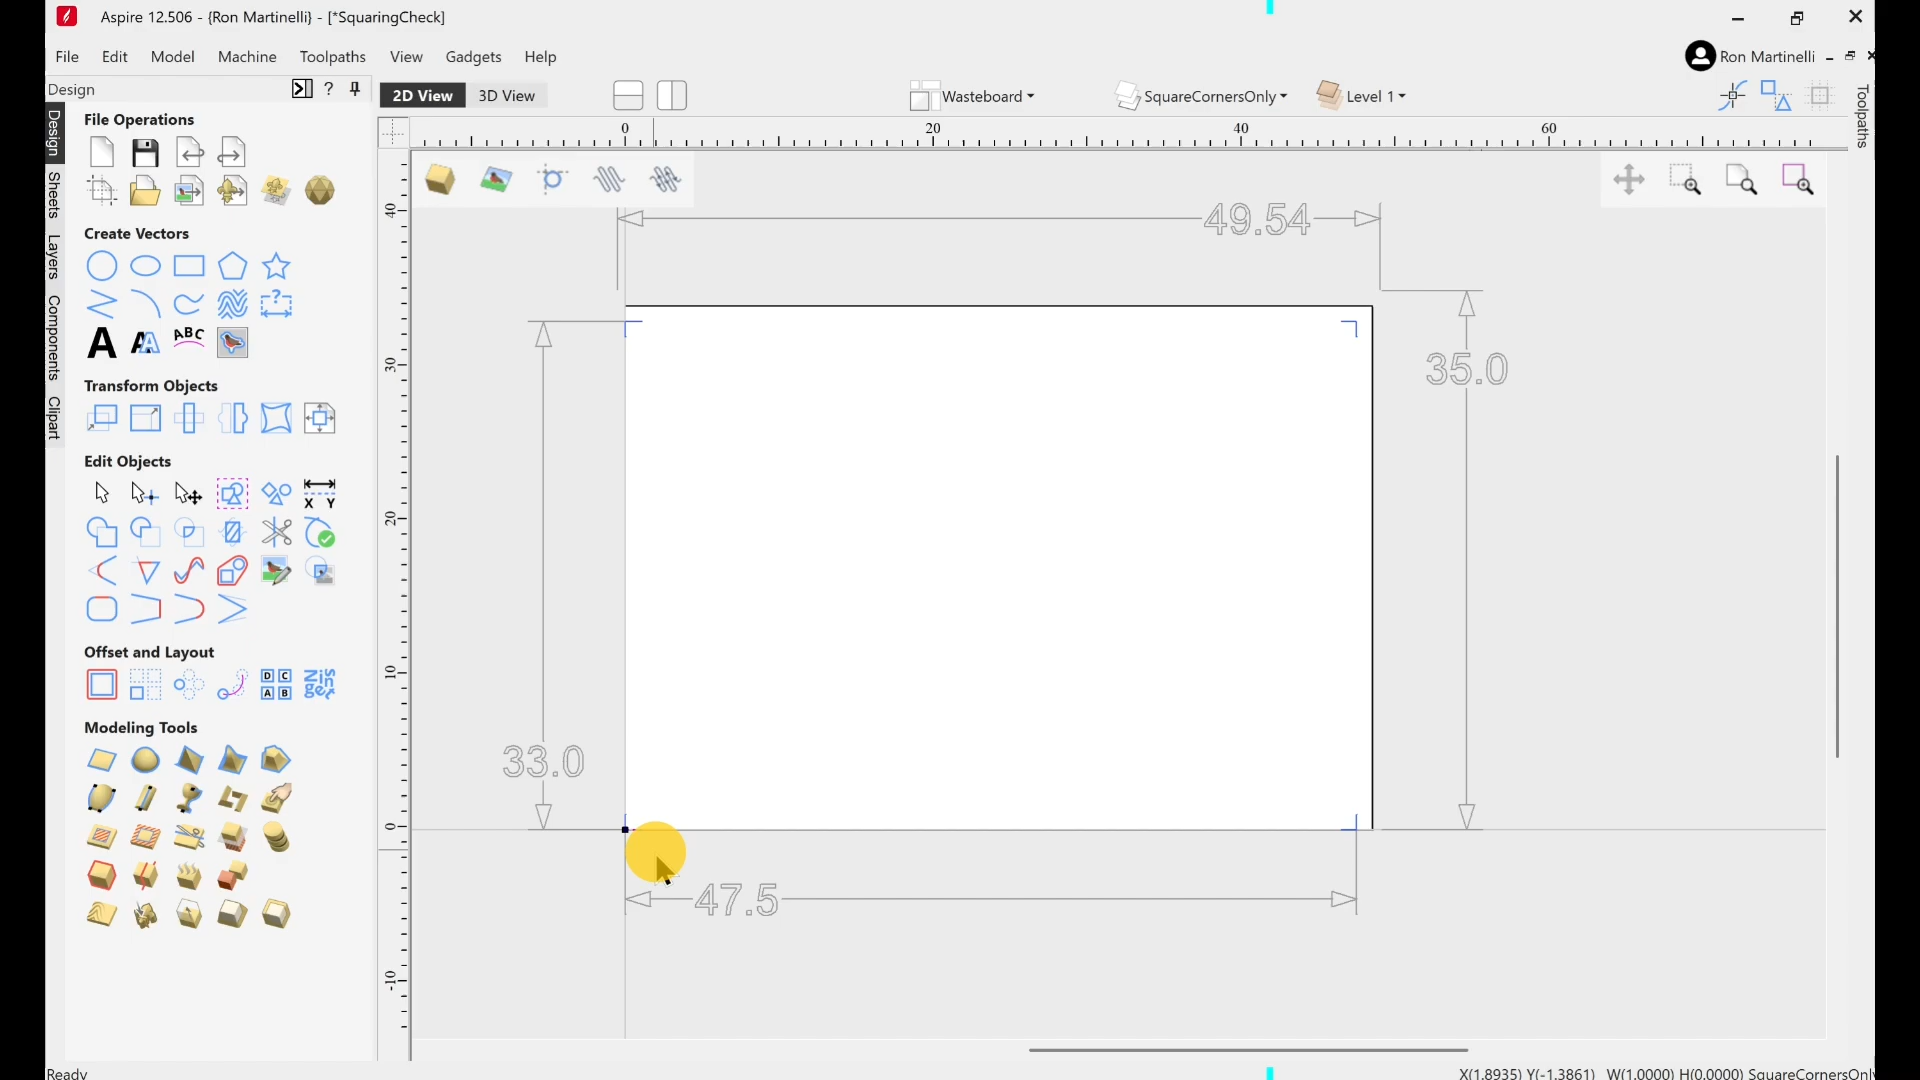 Aspire 12.506 - {Ron Martinelli} - [*SquaringCheck]
File Edit Model Machine Toolpaths View Gadgets Help
Ron Martinelli
Design
2D View 3D View
Wasteboard
SquareCornersOnly
Level 1
Toolpaths
Design
Sheets
Layers
Components
Clipart
File Operations
Create Vectors
A A ABC
Transform Objects
Edit Objects
X Y
Offset and Layout
D C
A B
Modeling Tools
0 20 40 60
40
30
20
10
0
-10
49.54
35.0
33.0
47.5
Ready
X(1.8935) Y(-1.3861) W(1.0000) H(0.0000) SquareCornersOnl